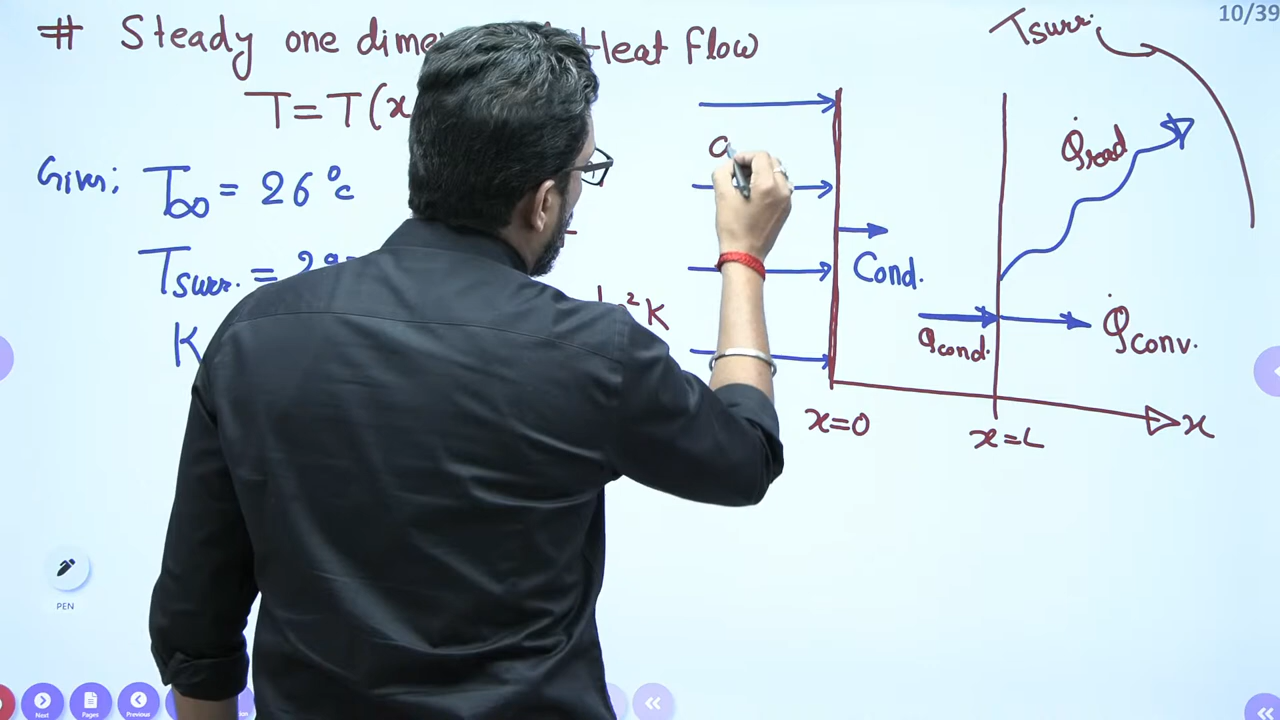 10/39
# Steady one Heat flow
Tsurr.
T=T(x
Q̇rad
Given; T∞ = 26°C
Tsurr. =
Cond.
K
²K
Qcond.
Q̇conv.
x=0
x=L
x
PEN
Next
Pages
Previous